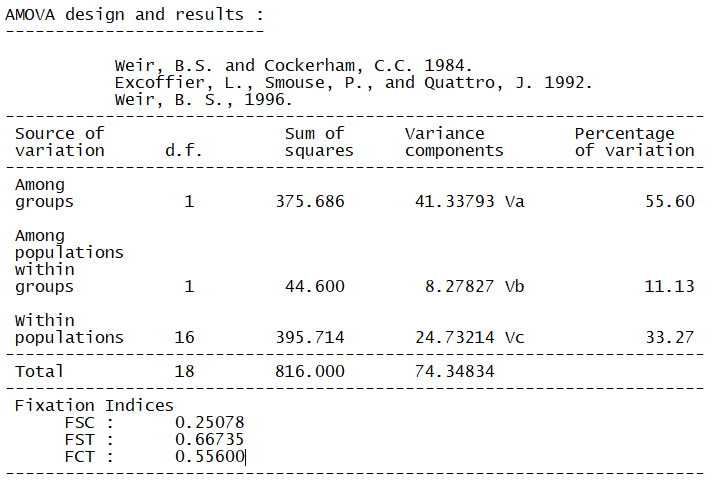 AMOVA design and results :
--------------------------
Weir, B.S. and Cockerham, C.C. 1984.
Excoffier, L., Smouse, P., and Quattro, J. 1992.
Weir, B. S., 1996.
----------------------------------------------------------------------
Source of Sum of Variance Percentage
variation d.f. squares components of variation
----------------------------------------------------------------------
Among
groups 1 375.686 41.33793 Va 55.60
Among
populations
within
groups 1 44.600 8.27827 Vb 11.13
Within
populations 16 395.714 24.73214 Vc 33.27
----------------------------------------------------------------------
Total 18 816.000 74.34834
----------------------------------------------------------------------
Fixation Indices
FSC : 0.25078
FST : 0.66735
FCT : 0.55600
----------------------------------------------------------------------